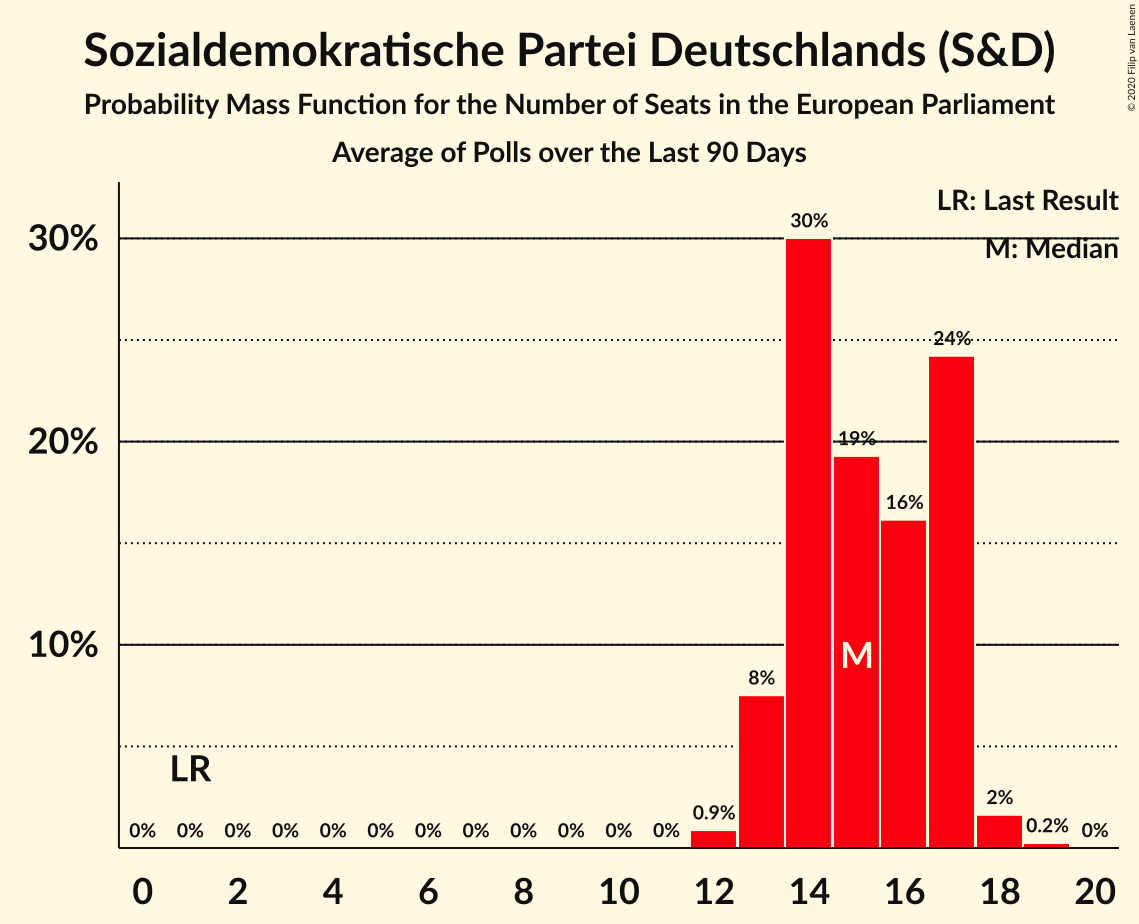 Sozialdemokratische Partei Deutschlands (S&D)
Probability Mass Function for the Number of Seats in the European Parliament
Average of Polls over the Last 90 Days
© 2020 Filip van Laenen
LR: Last Result
M: Median
30%
20%
10%
30%
24%
19%
16%
M
8%
LR
0% 0% 0% 0% 0% 0% 0% 0% 0% 0% 0% 0% 0.9% 2% 0.2% 0%
0 2 4 6 8 10 12 14 16 18 20